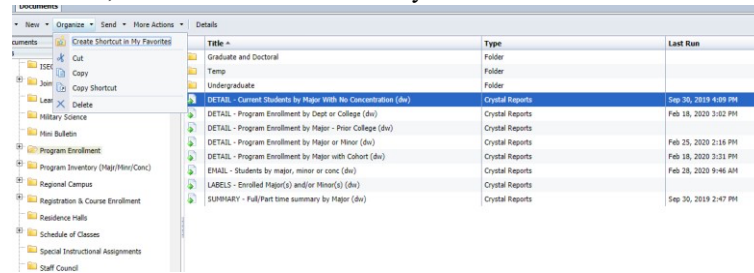 Documents
New Organize Send More Actions Details
Create Shortcut in My Favorites
Cut
Copy
Copy Shortcut
Delete
ISEC
Military Science
Mini Bulletin
Program Enrollment
Program Inventory (Majr/Minr/Conc)
Regional Campus
Registration & Course Enrollment
Residence Halls
Schedule of Classes
Special Instructional Assignments
Staff Council
Title Type Last Run
Graduate and Doctoral Folder
Temp Folder
Undergraduate Folder
DETAIL - Current Students by Major With No Concentration (dw) Crystal Reports Sep 30, 2019 4:09 PM
DETAIL - Program Enrollment by Dept or College (dw) Crystal Reports Feb 18, 2020 3:02 PM
DETAIL - Program Enrollment by Major - Prior College (dw) Crystal Reports
DETAIL - Program Enrollment by Major or Minor (dw) Crystal Reports Feb 25, 2020 2:16 PM
DETAIL - Program Enrollment by Major with Cohort (dw) Crystal Reports Feb 18, 2020 3:31 PM
EMAIL - Students by major, minor or conc (dw) Crystal Reports Feb 28, 2020 9:46 AM
LABELS - Enrolled Major(s) and/or Minor(s) (dw) Crystal Reports
SUMMARY - Full/Part time summary by Major (dw) Crystal Reports Sep 30, 2019 2:47 PM